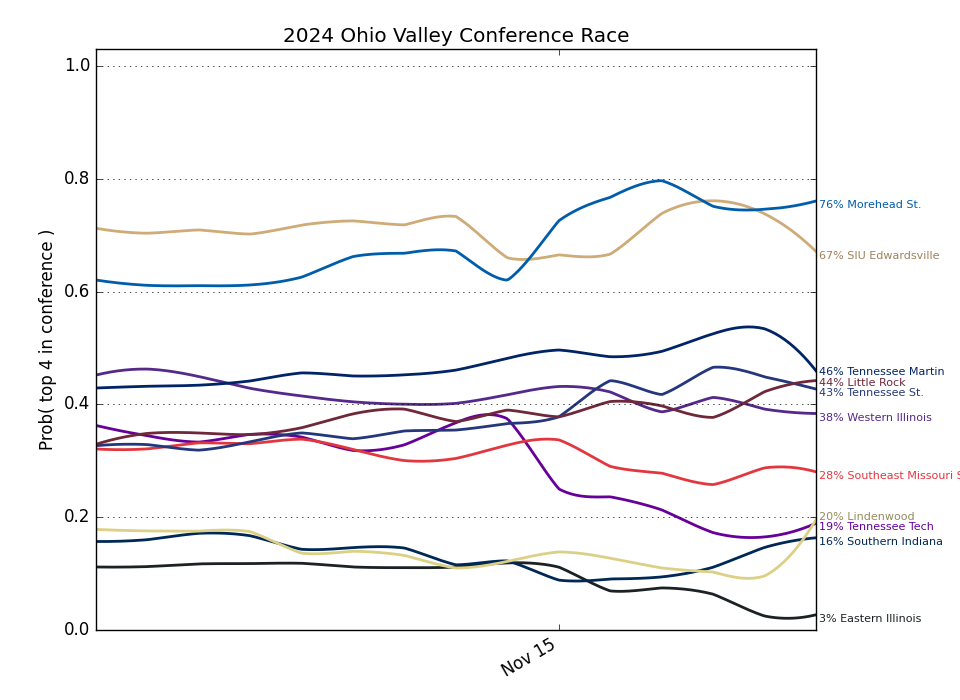 2024 Ohio Valley Conference Race
Prob( top 4 in conference )
1.0
0.8
0.6
0.4
0.2
0.0
Nov 15
76% Morehead St.
67% SIU Edwardsville
46% Tennessee Martin
44% Little Rock
43% Tennessee St.
38% Western Illinois
28% Southeast Missouri S
20% Lindenwood
19% Tennessee Tech
16% Southern Indiana
3% Eastern Illinois